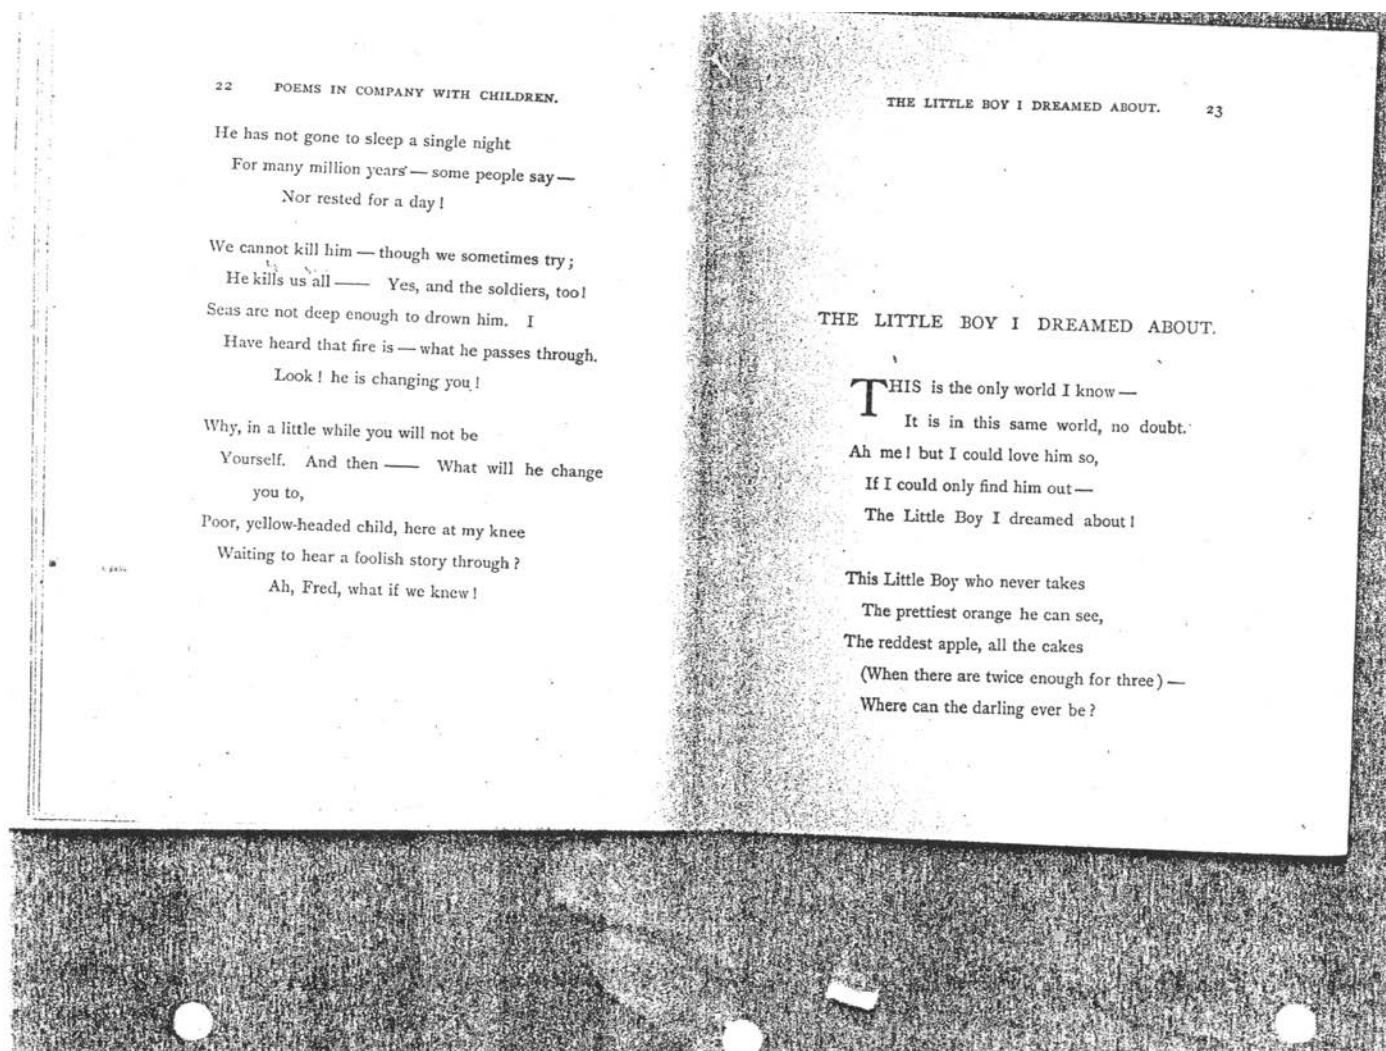 22 POEMS IN COMPANY WITH CHILDREN.
He has not gone to sleep a single night
For many million years — some people say —
Nor rested for a day!
We cannot kill him — though we sometimes try;
He kills us all —— Yes, and the soldiers, too!
Seas are not deep enough to drown him. I
Have heard that fire is — what he passes through.
Look! he is changing you!
Why, in a little while you will not be
Yourself. And then —— What will he change
you to,
Poor, yellow-headed child, here at my knee
Waiting to hear a foolish story through?
Ah, Fred, what if we knew!
THE LITTLE BOY I DREAMED ABOUT. 23
THE LITTLE BOY I DREAMED ABOUT.
THIS is the only world I know —
It is in this same world, no doubt.
Ah me! but I could love him so,
If I could only find him out —
The Little Boy I dreamed about!
This Little Boy who never takes
The prettiest orange he can see,
The reddest apple, all the cakes
(When there are twice enough for three) —
Where can the darling ever be?